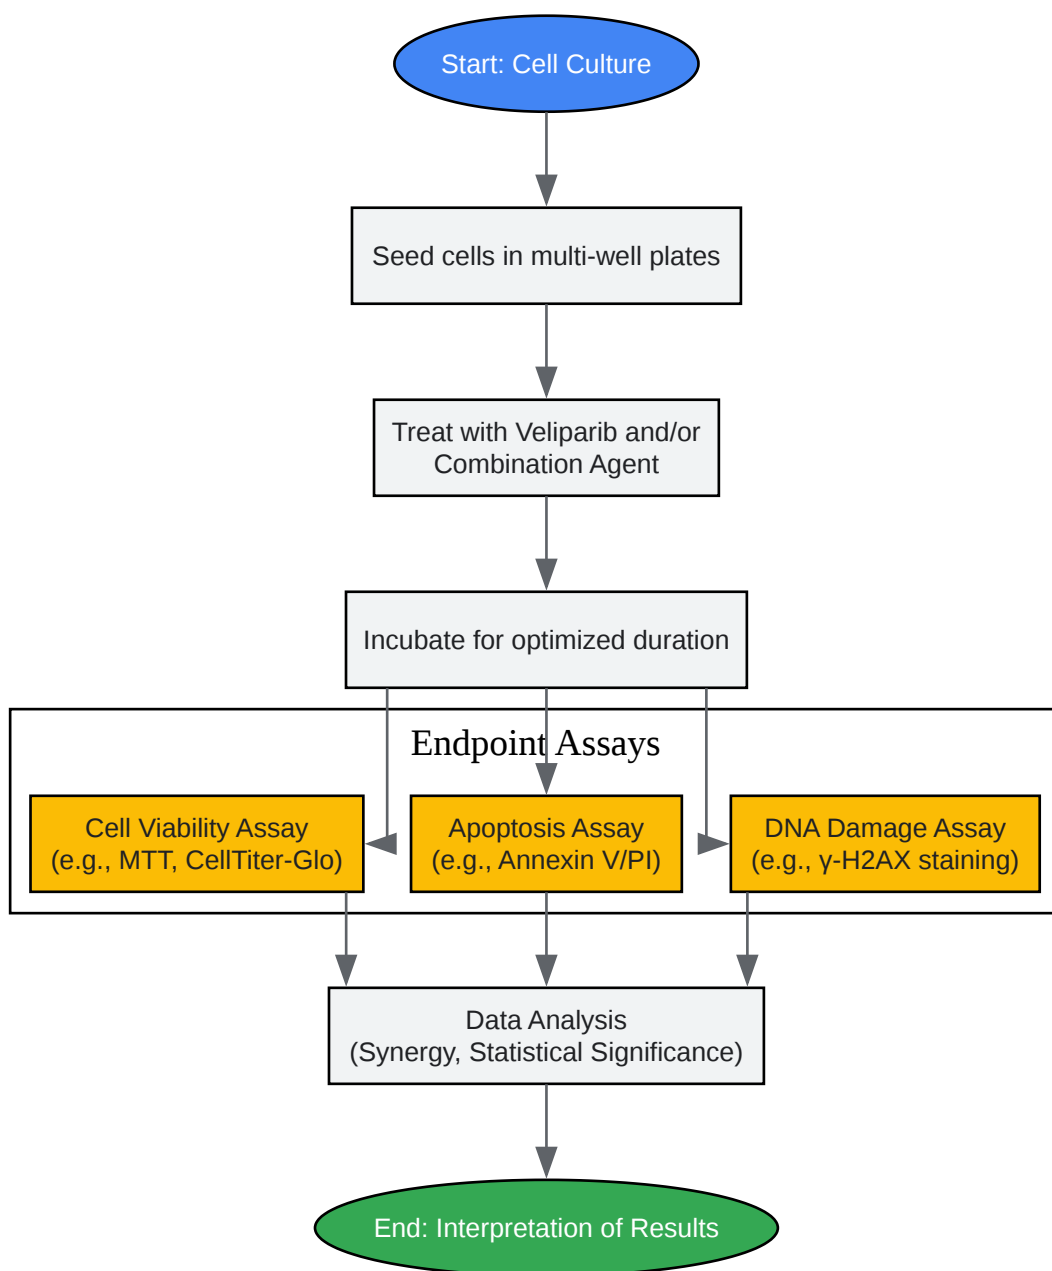 Start: Cell Culture
Seed cells in multi-well plates
Treat with Veliparib and/or
Combination Agent
Incubate for optimized duration
Endpoint Assays
Cell Viability Assay
(e.g., MTT, CellTiter-Glo)
Apoptosis Assay
(e.g., Annexin V/PI)
DNA Damage Assay
(e.g., γ-H2AX staining)
Data Analysis
(Synergy, Statistical Significance)
End: Interpretation of Results